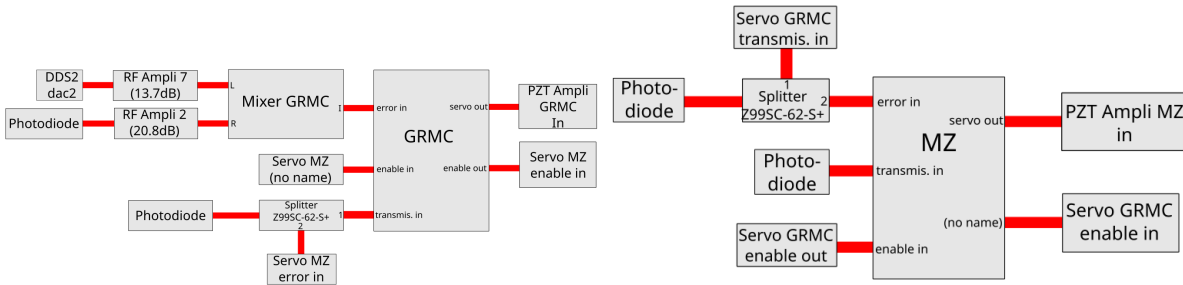 DDS2
dac2
RF Ampli 7
(13.7dB)
L
Photodiode
RF Ampli 2
(20.8dB)
R
Mixer GRMC
I
error in
servo out
GRMC
PZT Ampli
GRMC
In
Servo MZ
(no name)
enable in
enable out
Servo MZ
enable in
Photodiode
Splitter
Z99SC-62-S+
1
2
transmis. in
Servo MZ
error in
Servo GRMC
transmis. in
Photo-
diode
1
Splitter
2
Z99SC-62-S+
error in
servo out
MZ
PZT Ampli MZ
in
Photo-
diode
transmis. in
(no name)
Servo GRMC
enable in
Servo GRMC
enable out
enable in